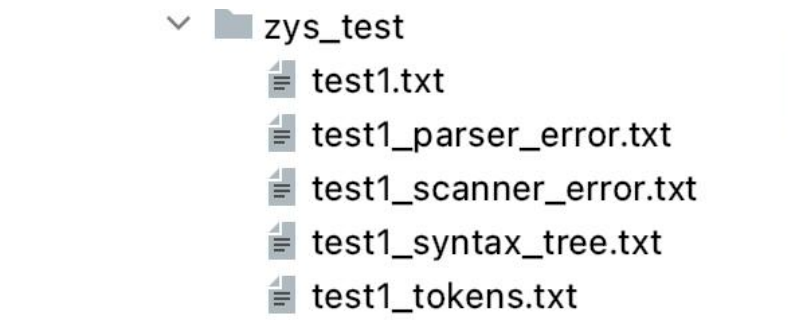 zys_test
test1.txt
test1_parser_error.txt
test1_scanner_error.txt
test1_syntax_tree.txt
test1_tokens.txt